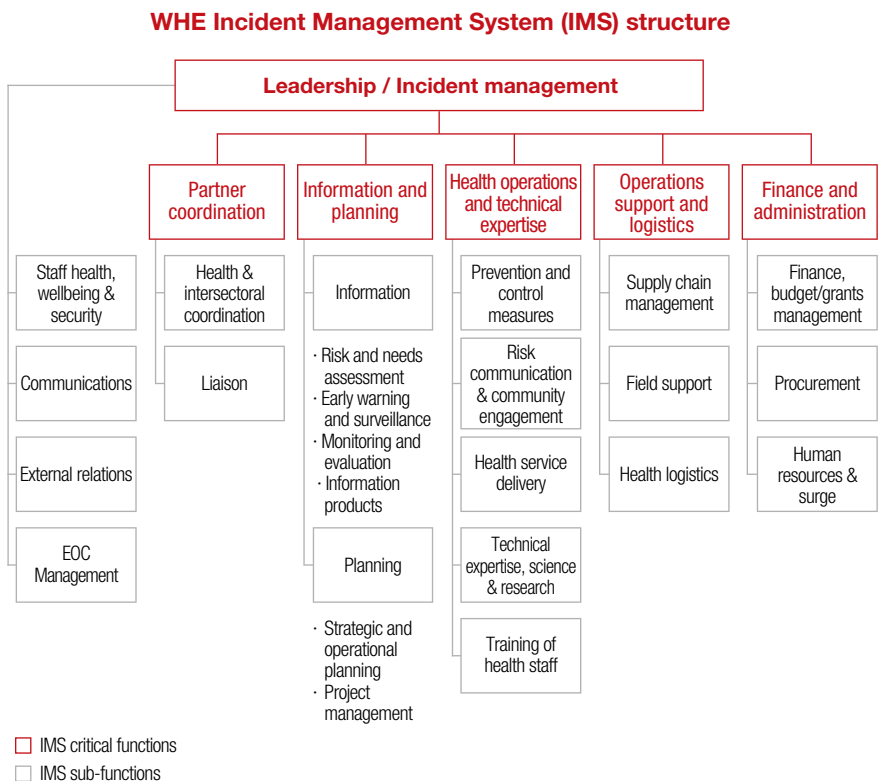 WHE Incident Management System (IMS) structure
Leadership / Incident management
Partner
coordination
Information and
planning
Health operations
and technical
expertise
Operations
support and
logistics
Finance and
administration
Staff health,
wellbeing &
security
Communications
External relations
EOC
Management
Health &
intersectoral
coordination
Liaison
Information
· Risk and needs
assessment
· Early warning
and surveillance
· Monitoring and
evaluation
· Information
products
Planning
· Strategic and
operational
planning
· Project
management
Prevention and
control
measures
Risk
communication
& community
engagement
Health service
delivery
Technical
expertise, science
& research
Training of
health staff
Supply chain
management
Field support
Health logistics
Finance,
budget/grants
management
Procurement
Human
resources &
surge
IMS critical functions
IMS sub-functions